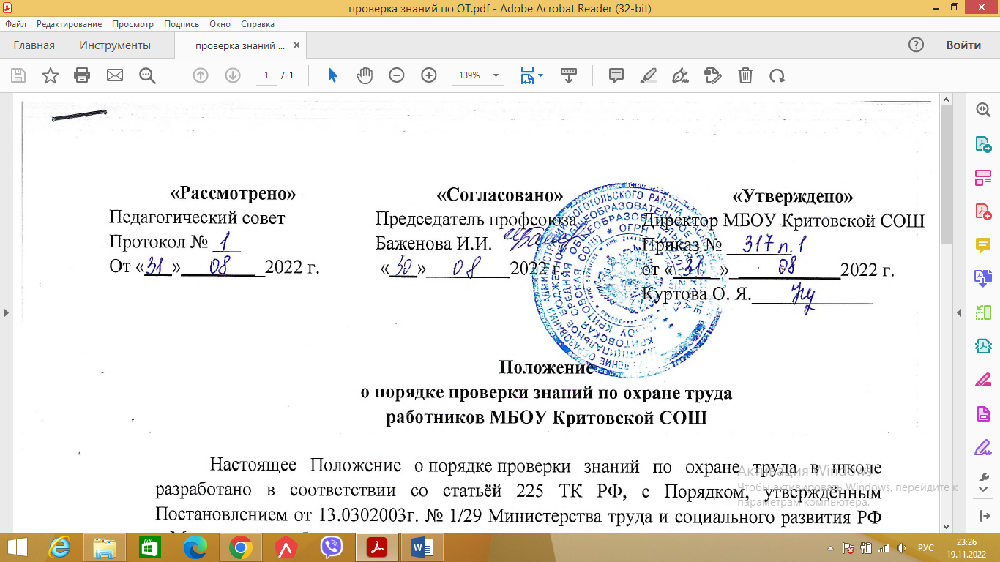 проверка знаний по ОТ.pdf - Adobe Acrobat Reader (32-bit)
Файл Редактирование Просмотр Подпись Окно Справка
Главная Инструменты проверка знаний ... × Войти
1 / 1 139%
«Рассмотрено»
Педагогический совет
Протокол № 1
От «31» 08 2022 г.
«Согласовано»
Председатель профсоюза
Баженова И.И.
«30» 08 2022 г.
«Утверждено»
Директор МБОУ Критовской СОШ
Приказ № 317 п.1
от «31» 08 2022 г.
Куртова О. Я.
Положение
о порядке проверки знаний по охране труда
работников МБОУ Критовской СОШ
Настоящее Положение о порядке проверки знаний по охране труда в школе
разработано в соответствии со статьёй 225 ТК РФ, с Порядком, утверждённым
Постановлением от 13.0302003г. № 1/29 Министерства труда и социального развития РФ
Активация Windows
Чтобы активировать Windows, перейдите к
параметрам компьютера.
РУС 23:26
19.11.2022